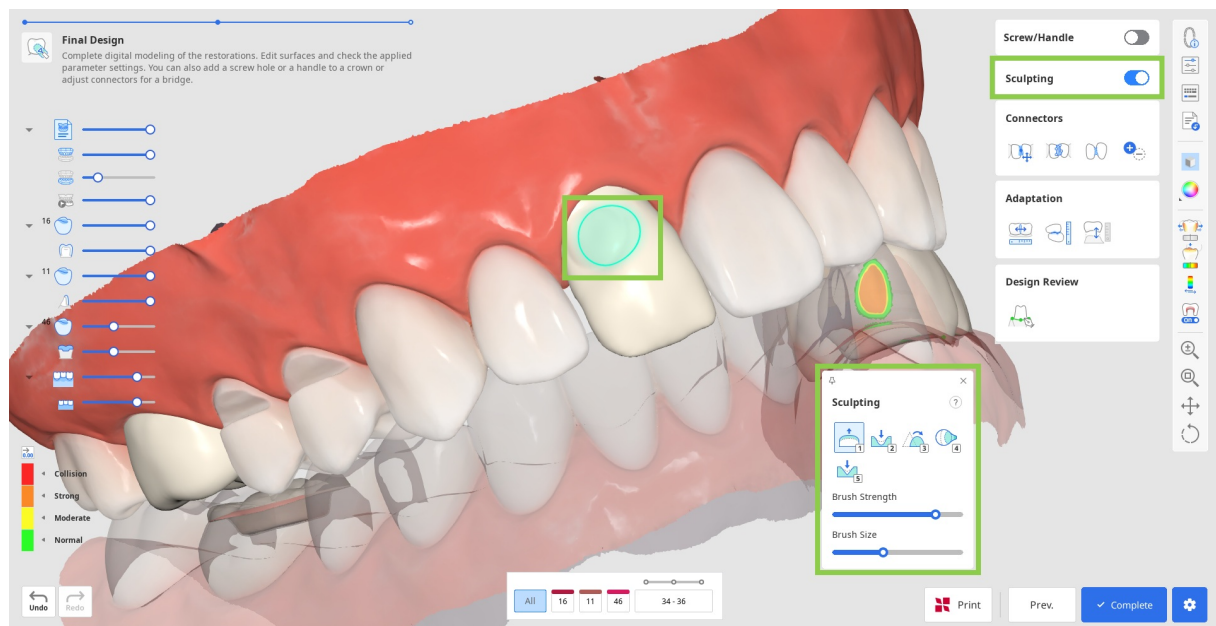 Final Design
Complete digital modeling of the restorations. Edit surfaces and check the applied
parameter settings. You can also add a screw hole or a handle to a crown or
adjust connectors for a bridge.
16
11
46
0.00
Collision
Strong
Moderate
Normal
Undo
Redo
All
16
11
46
34 - 36
Screw/Handle
Sculpting
Connectors
Adaptation
Design Review
Sculpting
?
1
2
3
4
5
Brush Strength
Brush Size
ON
Print
Prev.
Complete